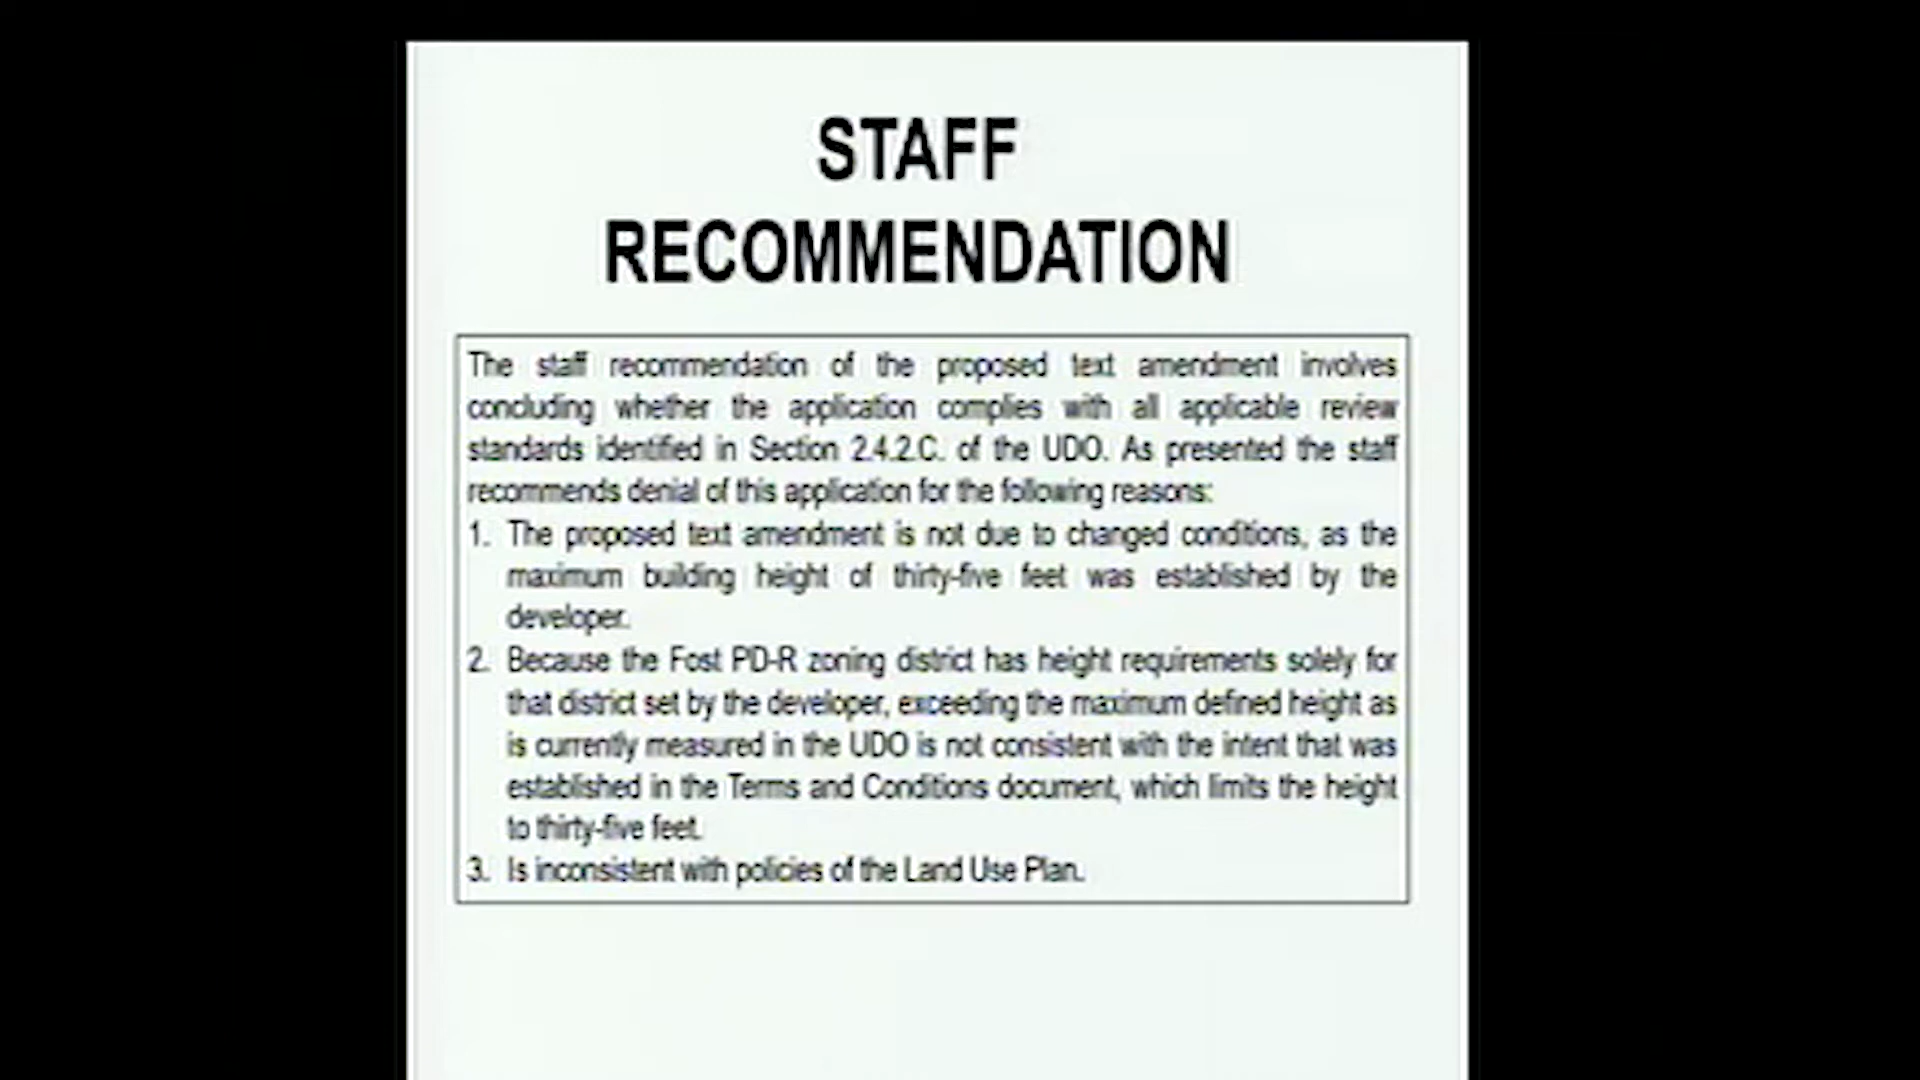 STAFF
RECOMMENDATION
The staff recommendation of the proposed text amendment involves
concluding whether the application complies with all applicable review
standards identified in Section 2.4.2.C. of the UDO. As presented the staff
recommends denial of this application for the following reasons:
1. The proposed text amendment is not due to changed conditions, as the
maximum building height of thirty-five feet was established by the
developer.
2. Because the Fost PD-R zoning district has height requirements solely for
that district set by the developer, exceeding the maximum defined height as
is currently measured in the UDO is not consistent with the intent that was
established in the Terms and Conditions document, which limits the height
to thirty-five feet.
3. Is inconsistent with policies of the Land Use Plan.